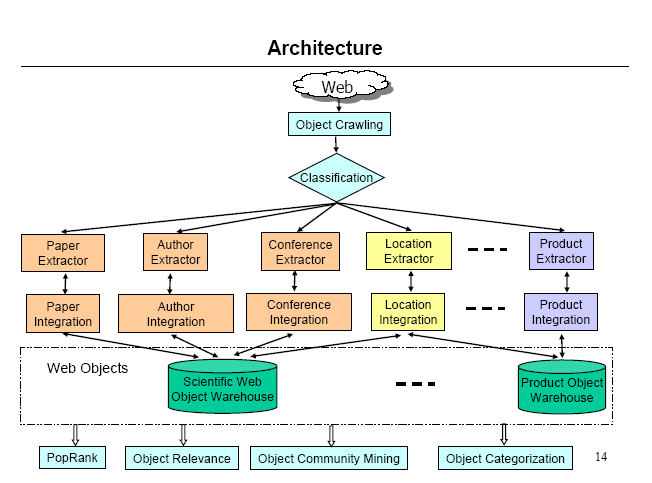 Architecture
Web
Object Crawling
Classification
Paper
Extractor
Author
Extractor
Conference
Extractor
Location
Extractor
Product
Extractor
Paper
Integration
Author
Integration
Conference
Integration
Location
Integration
Product
Integration
Web Objects
Scientific Web
Object Warehouse
Product Object
Warehouse
PopRank
Object Relevance
Object Community Mining
Object Categorization
14